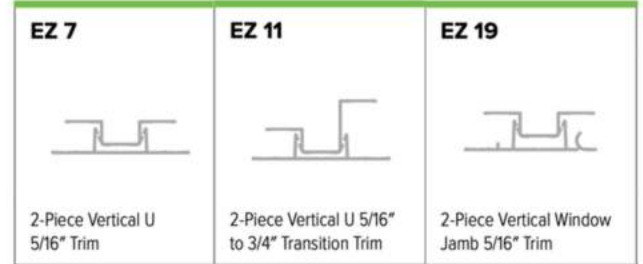 EZ 7
2-Piece Vertical U
5/16″ Trim
EZ 11
2-Piece Vertical U 5/16″
to 3/4″ Transition Trim
EZ 19
2-Piece Vertical Window
Jamb 5/16″ Trim